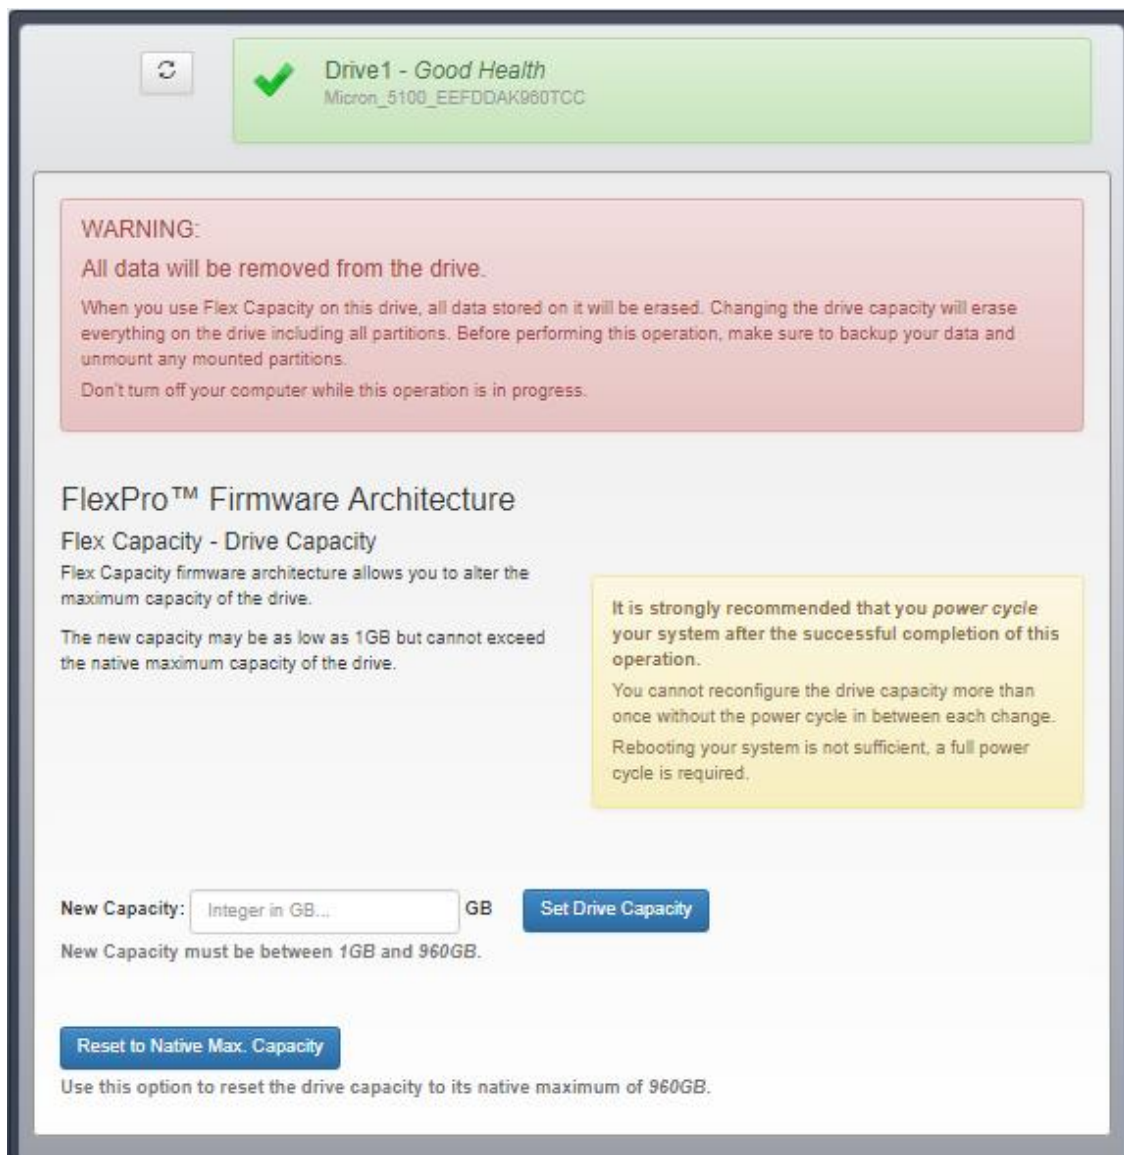 Drive1 - Good Health
Micron_5100_EEFDDAK960TCC
WARNING:
All data will be removed from the drive.
When you use Flex Capacity on this drive, all data stored on it will be erased. Changing the drive capacity will erase
everything on the drive including all partitions. Before performing this operation, make sure to backup your data and
unmount any mounted partitions.
Don't turn off your computer while this operation is in progress.
FlexPro™ Firmware Architecture
Flex Capacity - Drive Capacity
Flex Capacity firmware architecture allows you to alter the
maximum capacity of the drive.
The new capacity may be as low as 1GB but cannot exceed
the native maximum capacity of the drive.
It is strongly recommended that you power cycle
your system after the successful completion of this
operation.
You cannot reconfigure the drive capacity more than
once without the power cycle in between each change.
Rebooting your system is not sufficient, a full power
cycle is required.
New Capacity: Integer in GB... GB Set Drive Capacity
New Capacity must be between 1GB and 960GB.
Reset to Native Max. Capacity
Use this option to reset the drive capacity to its native maximum of 960GB.